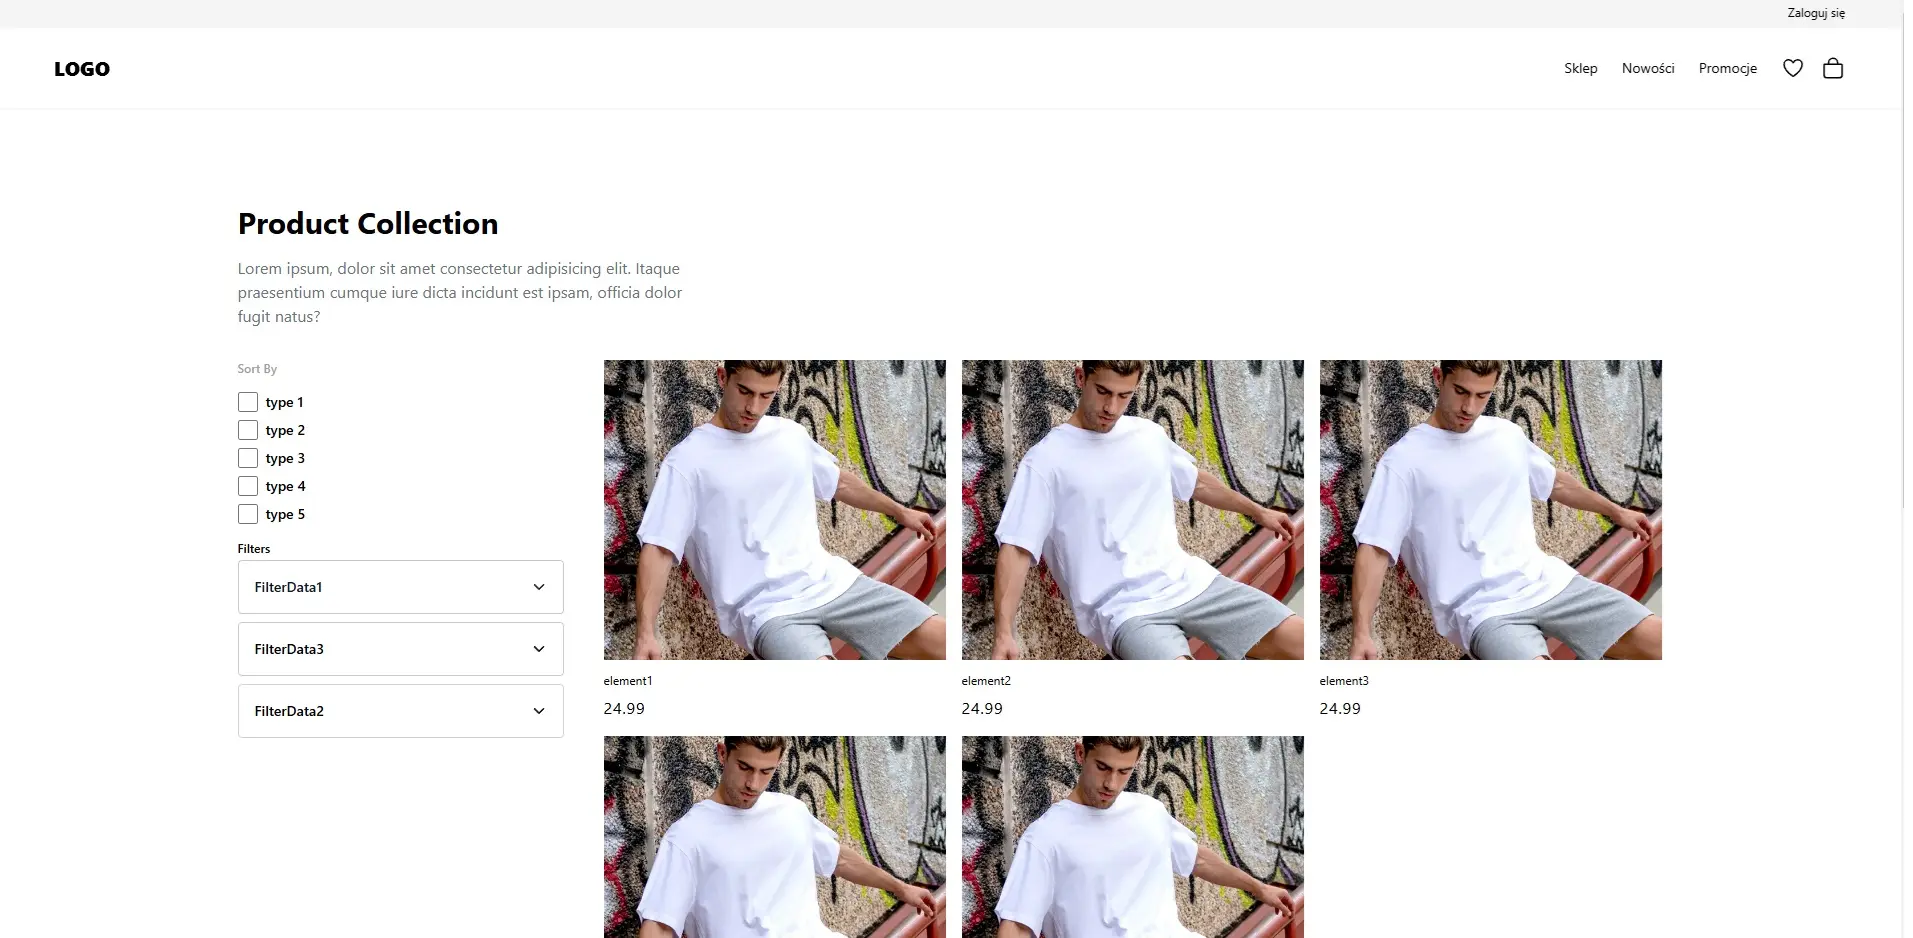 Zaloguj się
LOGO
Sklep
Nowości
Promocje
Product Collection
Lorem ipsum, dolor sit amet consectetur adipisicing elit. Itaque
praesentium cumque iure dicta incidunt est ipsam, officia dolor
fugit natus?
Sort By
type 1
type 2
type 3
type 4
type 5
Filters
FilterData1
FilterData3
FilterData2
element1
24.99
element2
24.99
element3
24.99